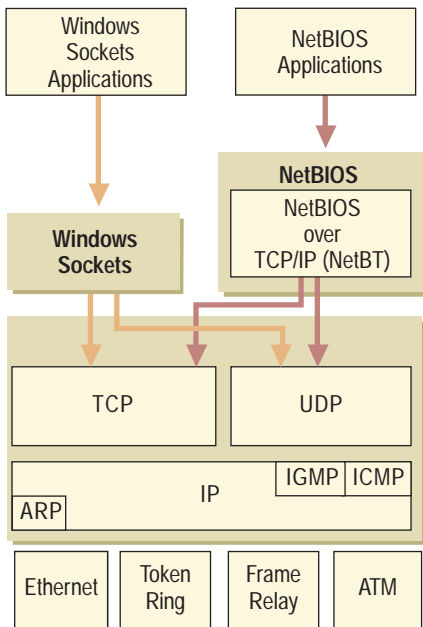 Windows
Sockets
Applications
NetBIOS
Applications
NetBIOS
NetBIOS
over
TCP/IP (NetBT)
Windows
Sockets
TCP
UDP
IP
IGMP
ICMP
ARP
Ethernet
Token
Ring
Frame
Relay
ATM